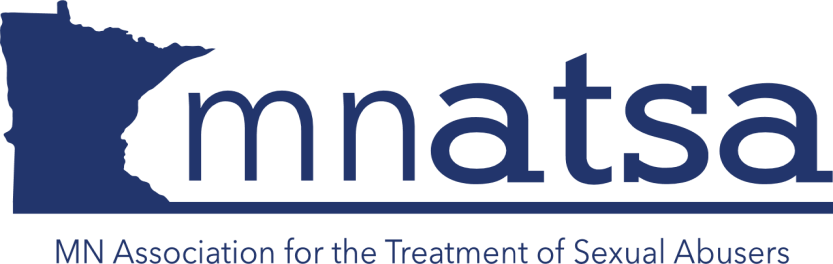 mnatsa
MN Association for the Treatment of Sexual Abusers